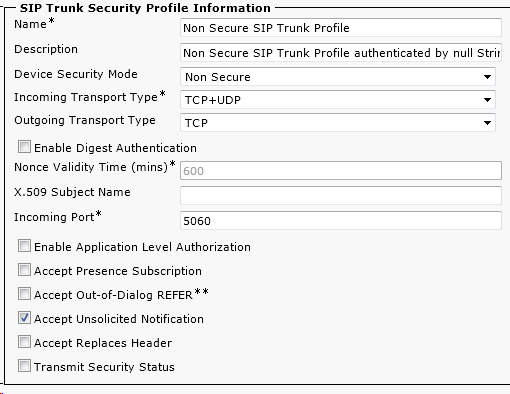 SIP Trunk Security Profile Information
Name* Non Secure SIP Trunk Profile
Description Non Secure SIP Trunk Profile authenticated by null Strin
Device Security Mode Non Secure
Incoming Transport Type* TCP+UDP
Outgoing Transport Type TCP
Enable Digest Authentication
Nonce Validity Time (mins)* 600
X.509 Subject Name
Incoming Port* 5060
Enable Application Level Authorization
Accept Presence Subscription
Accept Out-of-Dialog REFER**
Accept Unsolicited Notification
Accept Replaces Header
Transmit Security Status